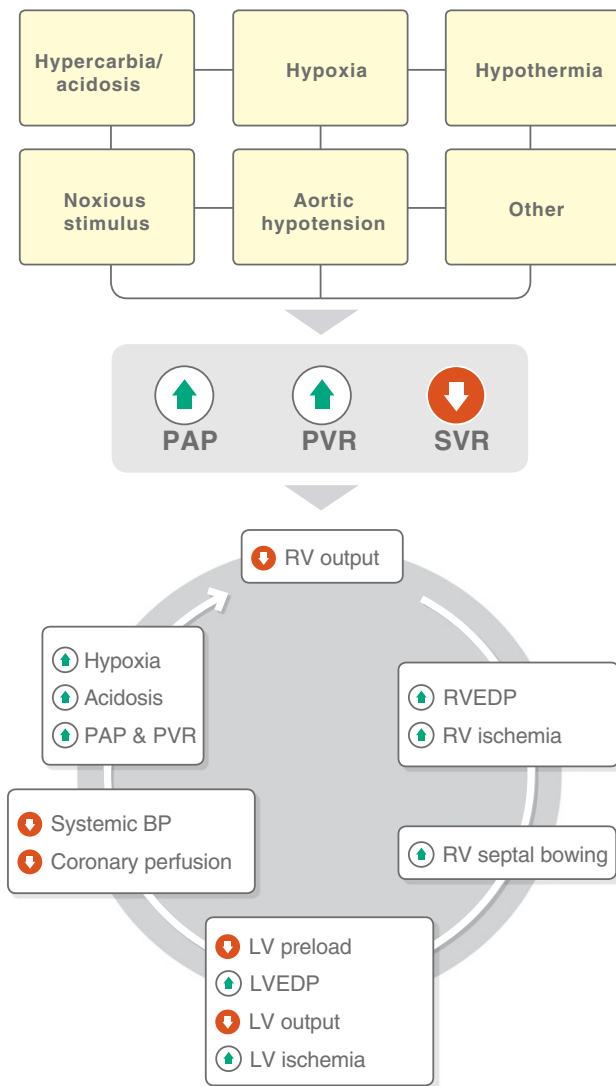 Hypercarbia/
acidosis
Hypoxia
Hypothermia
Noxious
stimulus
Aortic
hypotension
Other
PAP
PVR
SVR
RV output
RVEDP
RV ischemia
RV septal bowing
LV preload
LVEDP
LV output
LV ischemia
Systemic BP
Coronary perfusion
Hypoxia
Acidosis
PAP & PVR